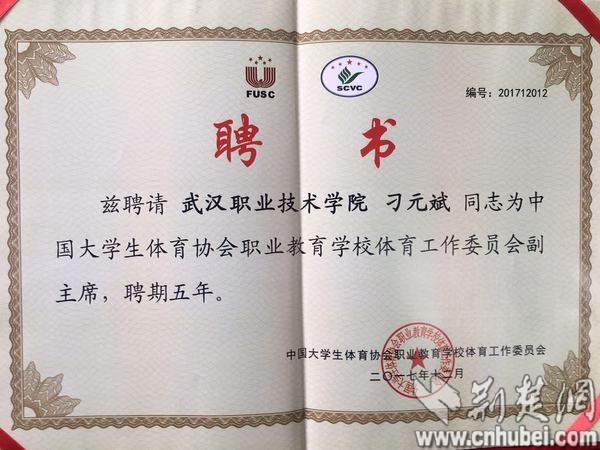 FUSC
SCVC
编号：201712012
聘 书
兹聘请 武汉职业技术学院 刁元斌 同志为中
国大学生体育协会职业教育学校体育工作委员会副
主席，聘期五年。
中国大学生体育协会职业教育学校体育工作委员会
二〇一七年十二月
荆楚网
www.cnhubei.com